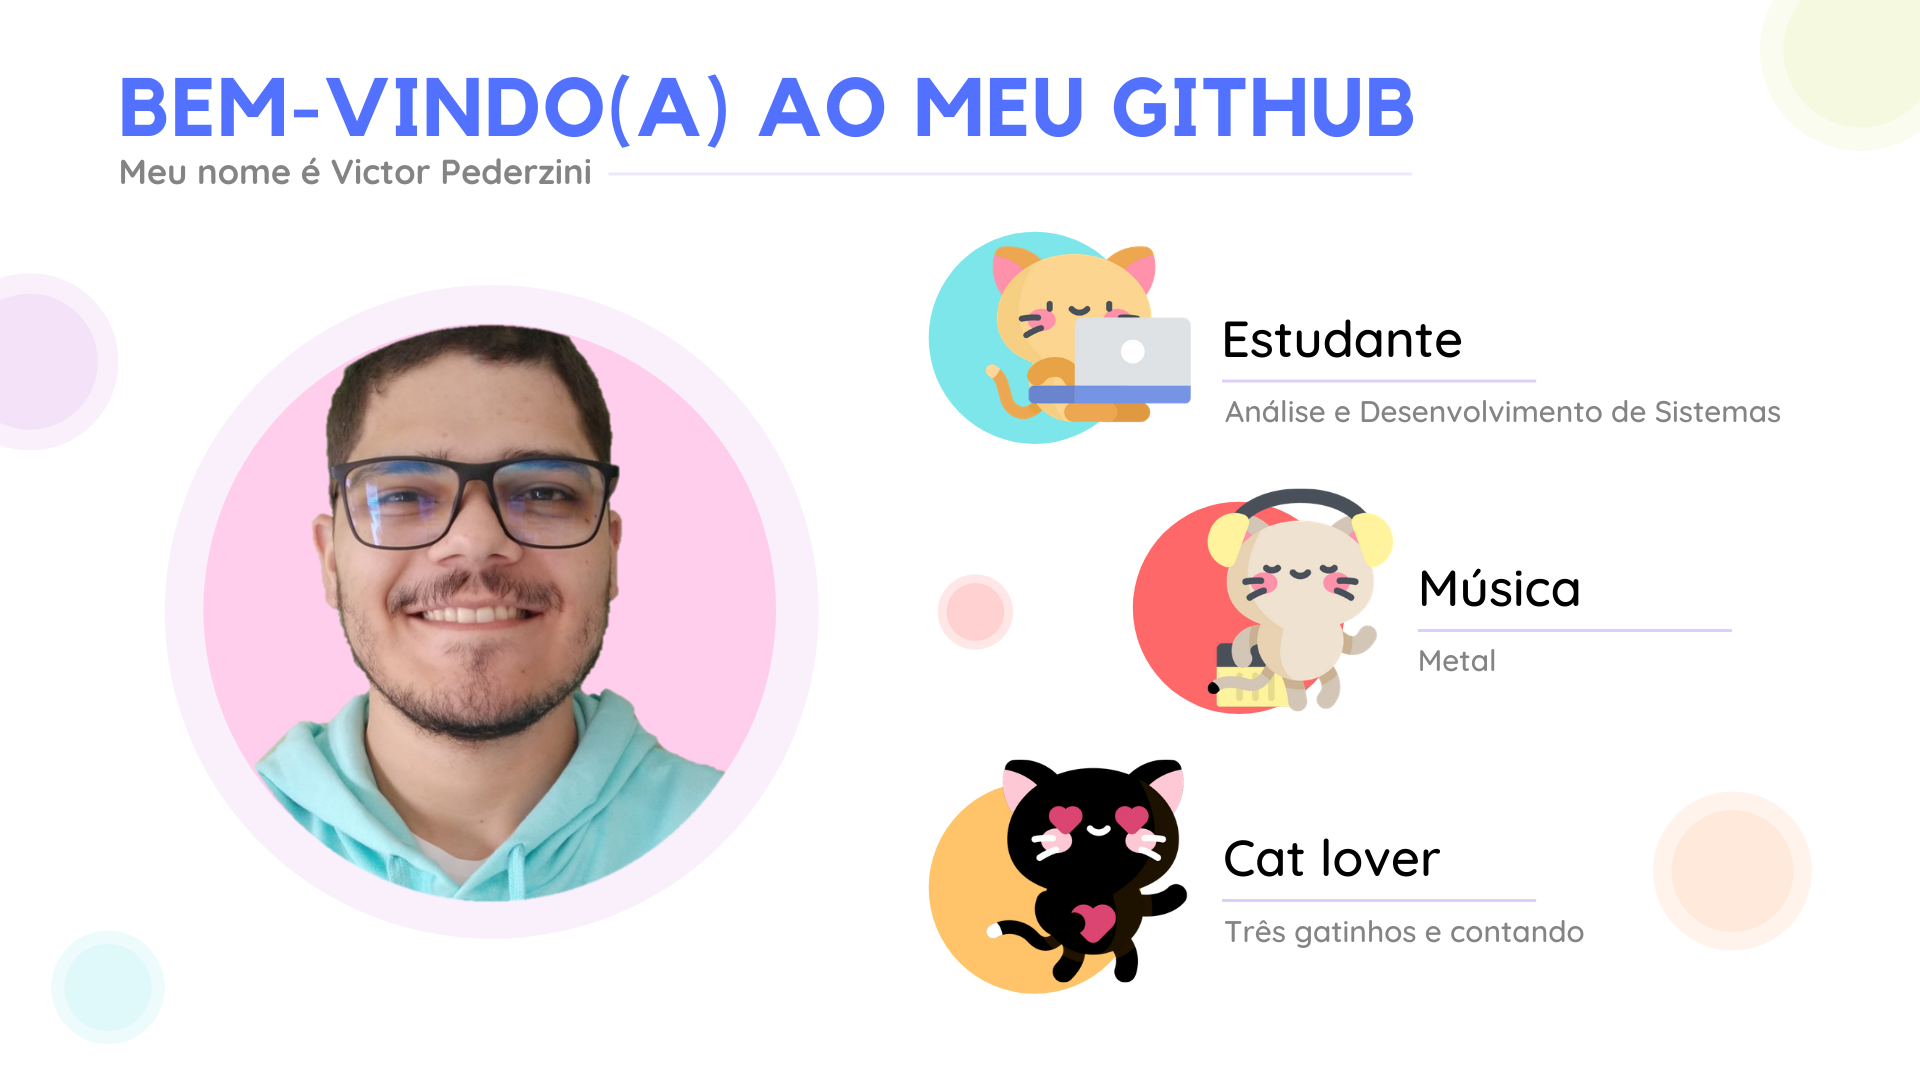 BEM-VINDO(A) AO MEU GITHUB
Meu nome é Victor Pederzini
Estudante
Análise e Desenvolvimento de Sistemas
Música
Metal
Cat lover
Três gatinhos e contando